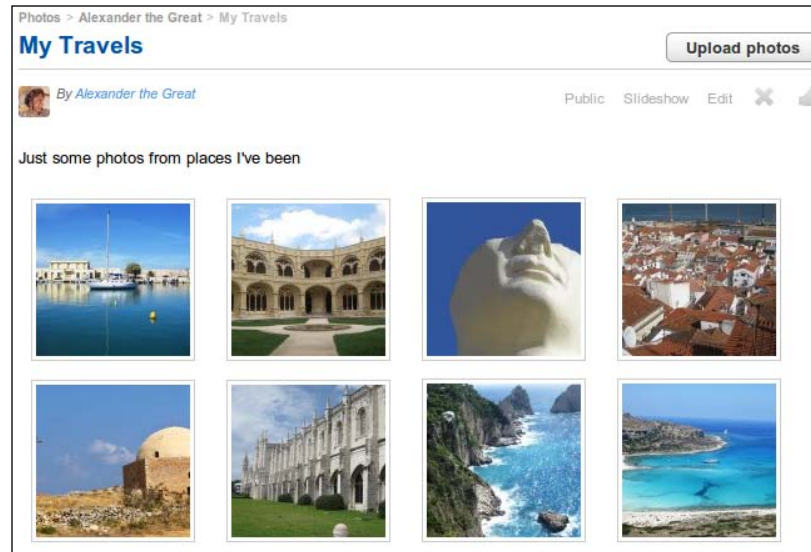 Photos > Alexander the Great > My Travels
My Travels
Upload photos
By Alexander the Great
Public Slideshow Edit
Just some photos from places I've been